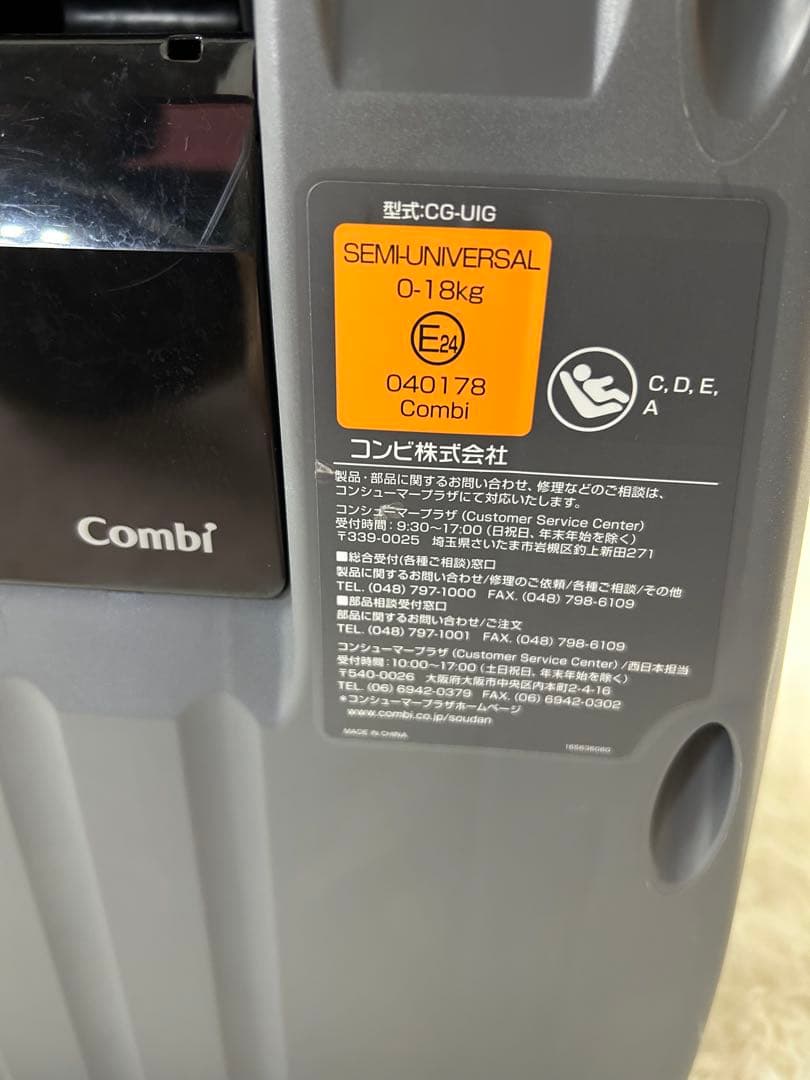 型式:CG-UIG
SEMI-UNIVERSAL
0-18kg
E24
040178
Combi
C, D, E,
A
コンビ株式会社
製品・部品に関するお問い合わせ、修理などのご相談は、
コンシューマープラザにて対応いたします。
コンシューマープラザ (Customer Service Center)
受付時間：9:30～17:00 (日祝日、年末年始を除く)
〒339-0025 埼玉県さいたま市岩槻区釣上新田271
■総合受付(各種ご相談)窓口
製品に関するお問い合わせ/修理のご依頼/各種ご相談/その他
TEL. (048) 797-1000 FAX. (048) 798-6109
■部品相談受付窓口
部品に関するお問い合わせ/ご注文
TEL. (048) 797-1001 FAX. (048) 798-6109
コンシューマープラザ (Customer Service Center) /西日本担当
受付時間：10:00～17:00 (土日祝日、年末年始を除く)
〒540-0026 大阪府大阪市中央区内本町2-4-16
TEL. (06) 6942-0379 FAX. (06) 6942-0302
＊コンシューマープラザホームページ
www.combi.co.jp/soudan
MADE IN CHINA
Combi